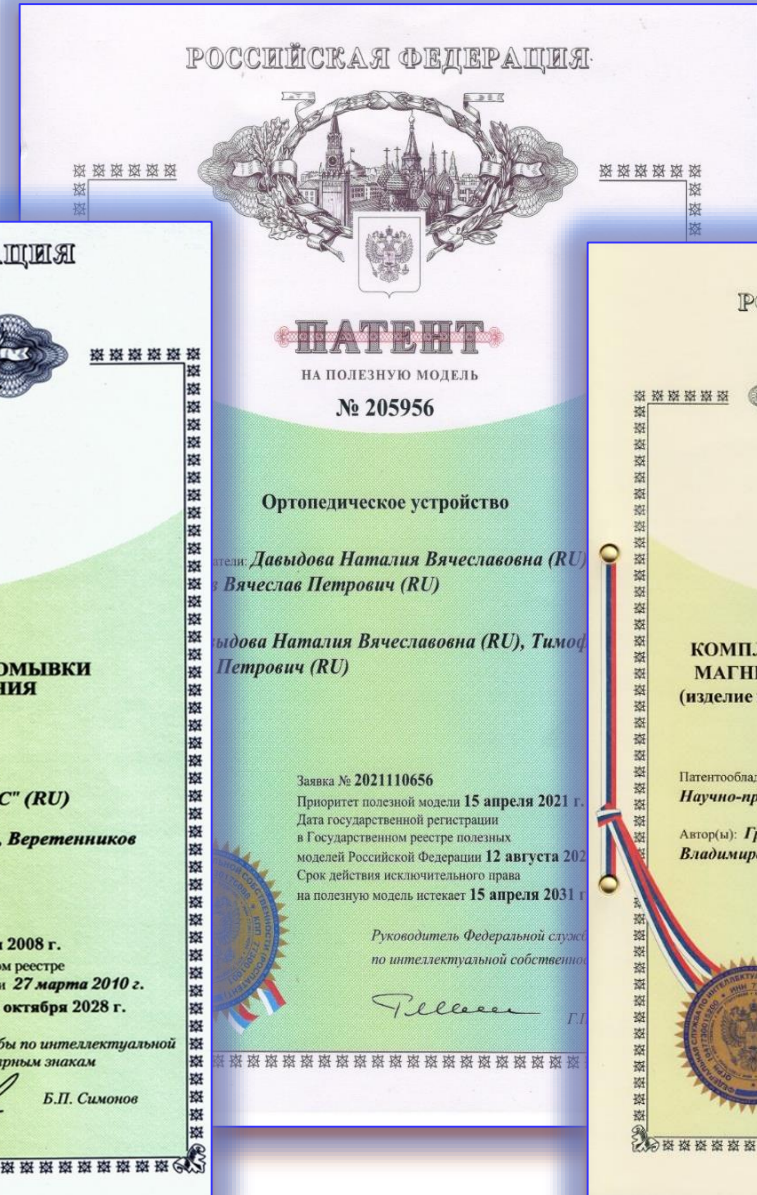 РОССИЙСКАЯ ФЕДЕРАЦИЯ
ПАТЕНТ
НА ПОЛЕЗНУЮ МОДЕЛЬ
№ 205956
Ортопедическое устройство
Давыдова Наталия Вячеславовна (RU)
Вячеслав Петрович (RU)
Наталия Вячеславовна (RU), Тимоф
Петрович (RU)
Заявка № 2021110656
Приоритет полезной модели 15 апреля 2021 г.
Дата государственной регистрации
в Государственном реестре полезных
моделей Российской Федерации 12 августа 202
Срок действия исключительного права
на полезную модель истекает 15 апреля 2031 г
Руководитель Федеральной служб
по интеллектуальной собственно
ЦИЯ
ОМЫВКИ
НИЯ
С" (RU)
, Веретенников
2008 г.
ом реестре
27 марта 2010 г.
октября 2028 г.
бы по интеллектуальной
арным знакам
Б.П. Симонов
РО
КОМПЛ
МАГНИ
(изделие
Патентооблад
Научно-пр
Автор(ы): Гр
Владимиро